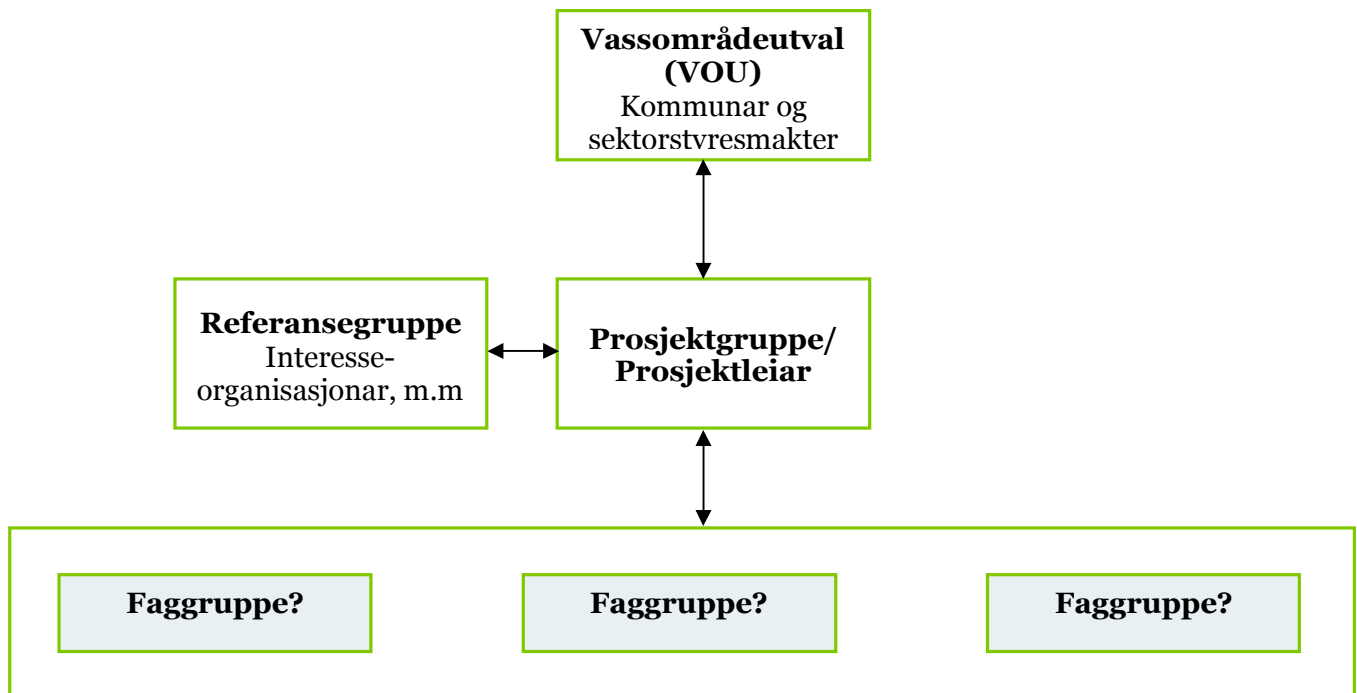 Vassområdeutval
(VOU)
Kommunar og
sektorstyresmakter
Referansegruppe
Interesse-
organisasjonar, m.m
Prosjektgruppe/
Prosjektleiar
Faggruppe?
Faggruppe?
Faggruppe?